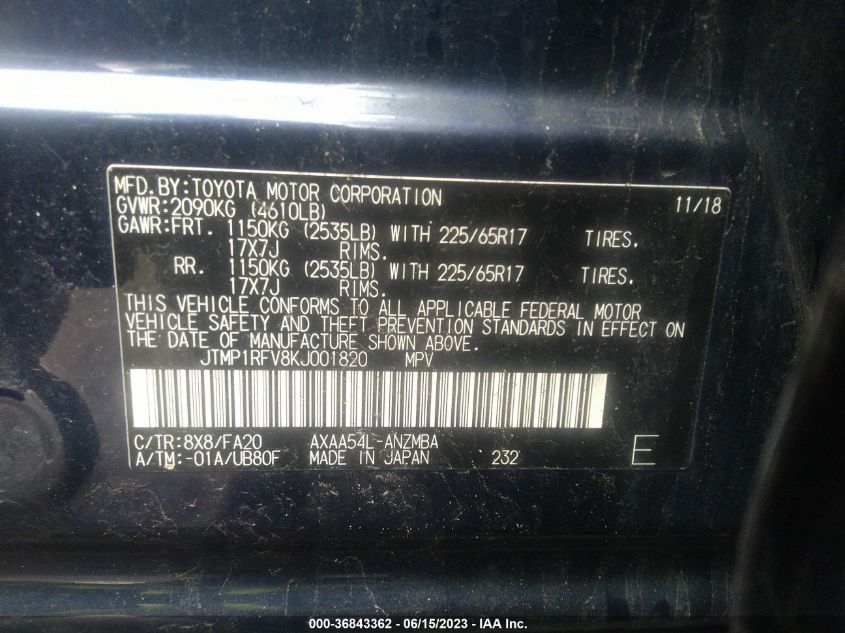 MFD.BY:TOYOTA MOTOR CORPORATION 11/18
GVWR:2090KG (4610LB)
GAWR:FRT. 1150KG (2535LB) WITH 225/65R17 TIRES.
17X7J RIMS.
RR. 1150KG (2535LB) WITH 225/65R17 TIRES.
17X7J RIMS.
THIS VEHICLE CONFORMS TO ALL APPLICABLE FEDERAL MOTOR
VEHICLE SAFETY AND THEFT PREVENTION STANDARDS IN EFFECT ON
THE DATE OF MANUFACTURE SHOWN ABOVE.
JTMP1RFV8KJ001820 MPV
C/TR:8X8/FA20 AXAA54L-ANZMBA
A/TM:-01A/UB80F MADE IN JAPAN 232 E
000-36843362 - 06/15/2023 - IAA Inc.